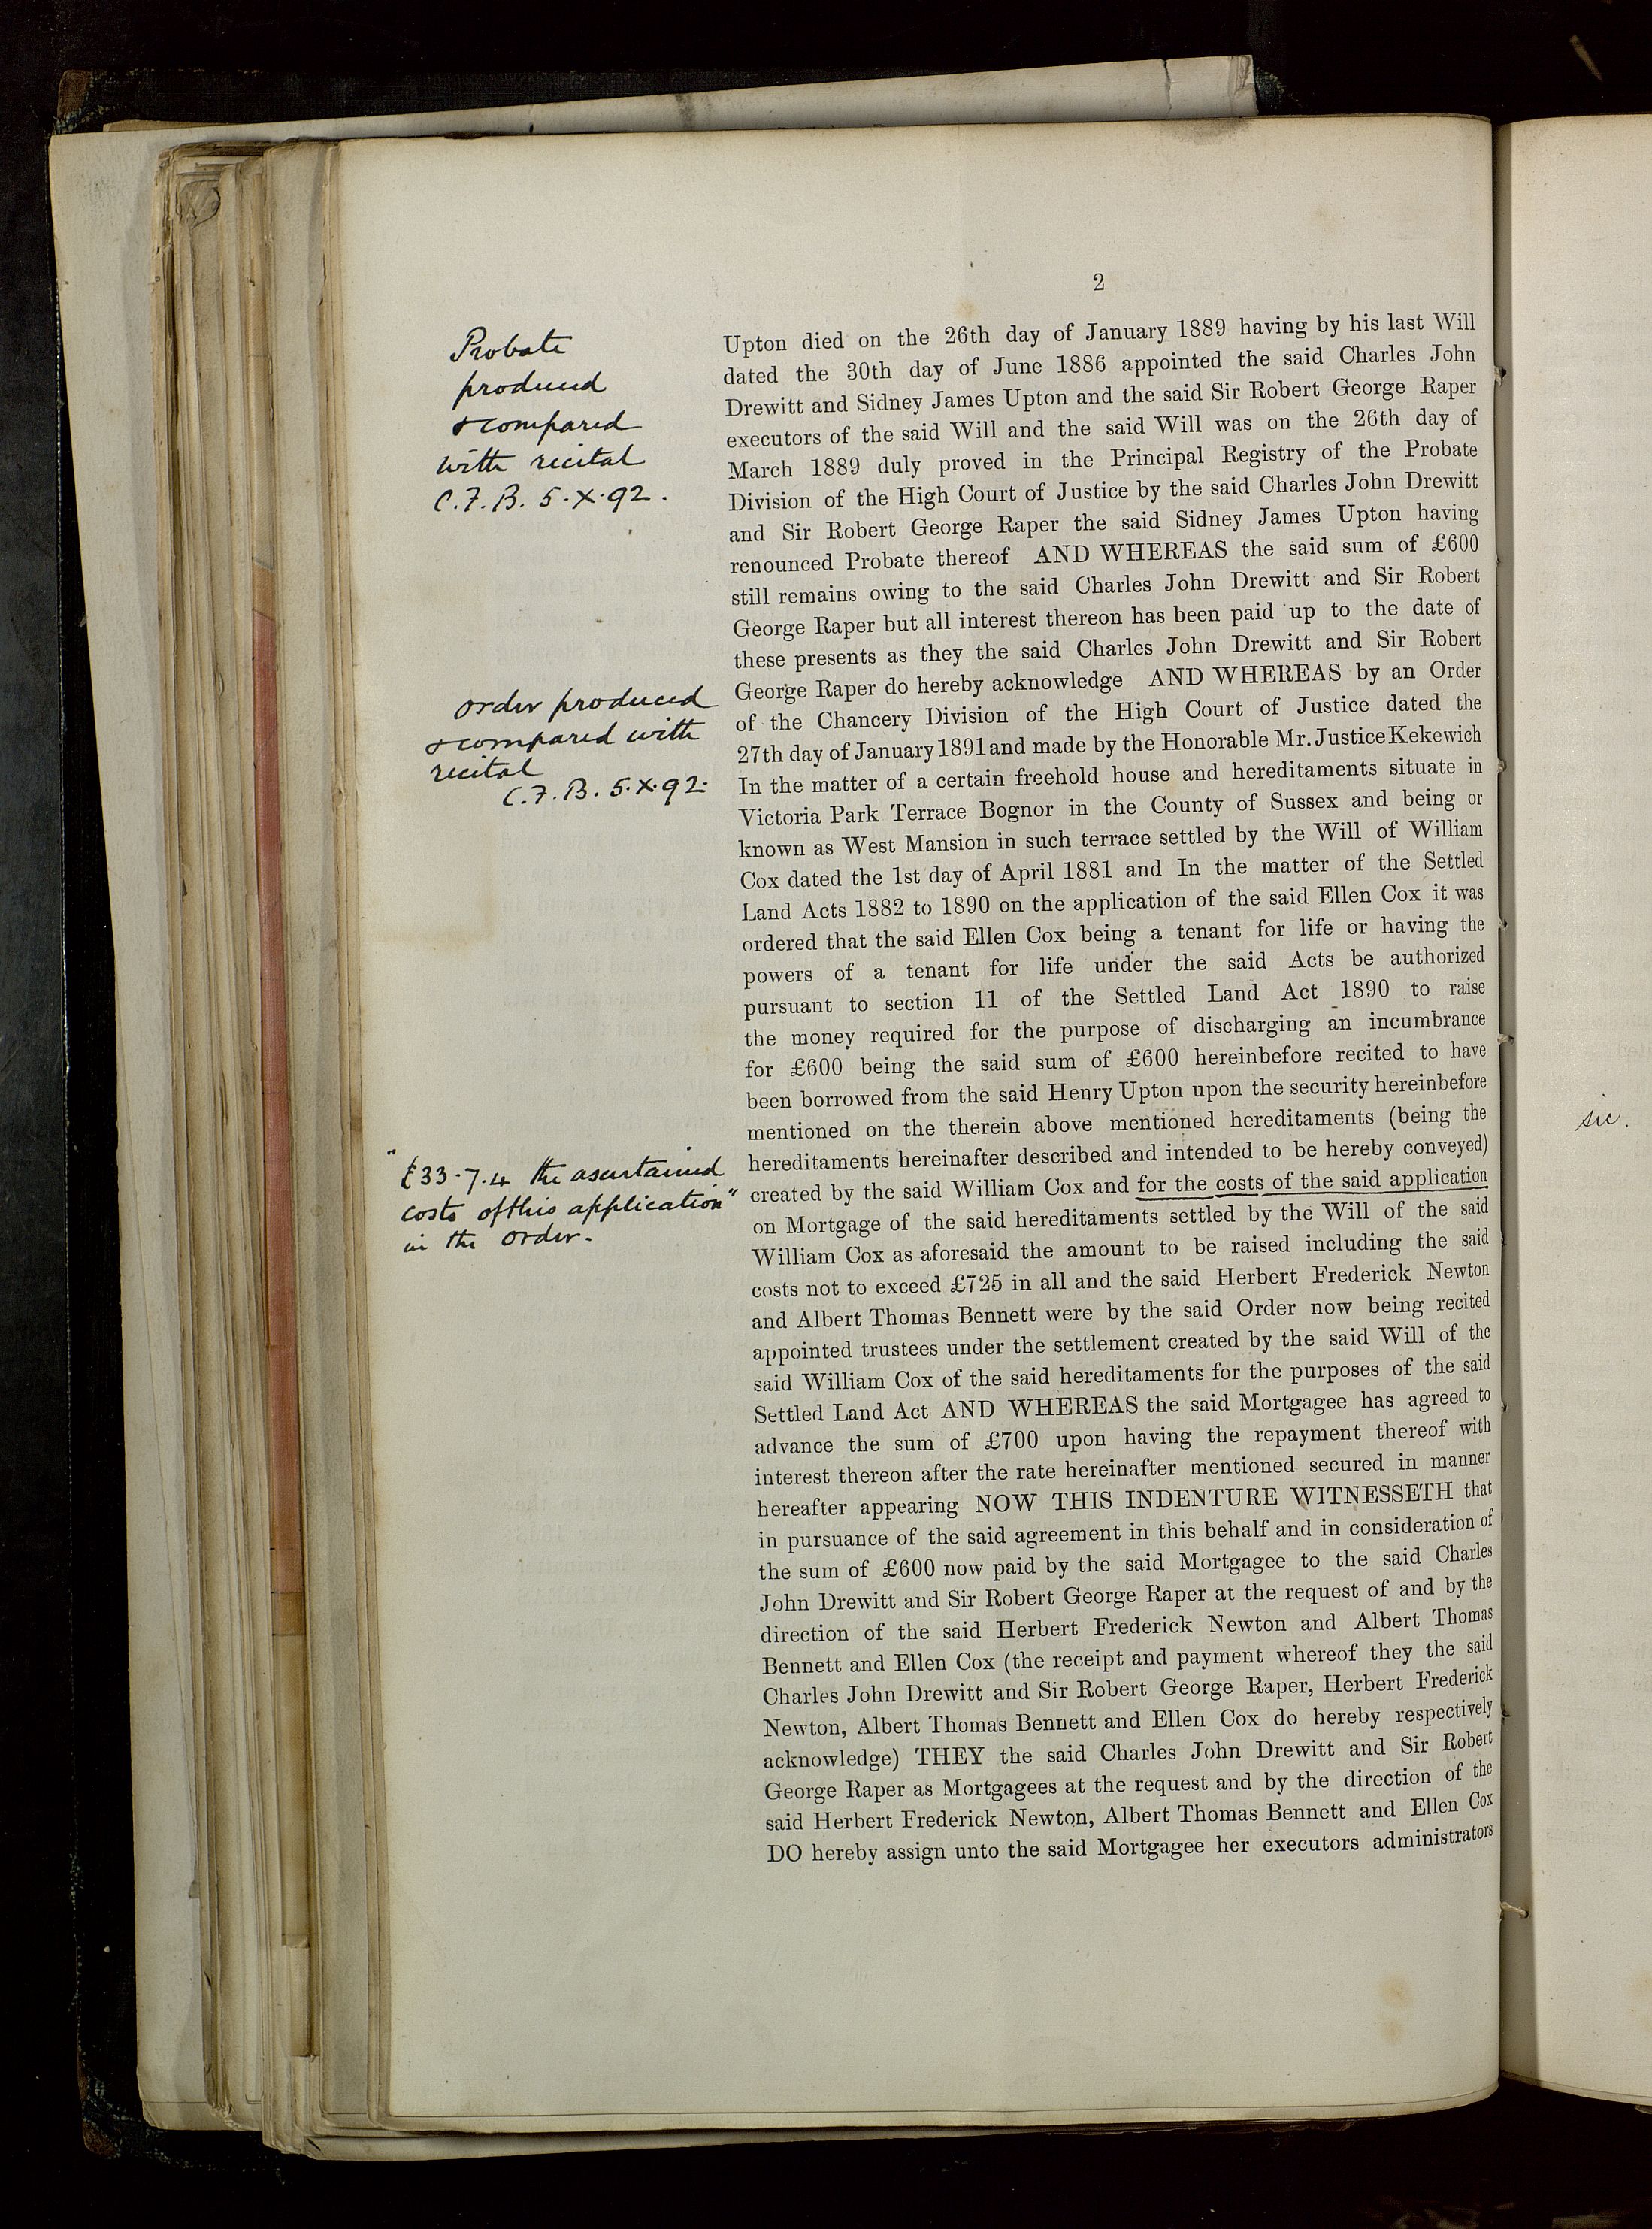 2
Probate
produced
& compared
with recital
C.F.B. 5.X.92.
Order produced
& compared with
recital
C.F.B. 5.X.92.
"£33.7.4 the ascertained
costs of this application"
in the order.
Upton died on the 26th day of January 1889 having by his last Will
dated the 30th day of June 1886 appointed the said Charles John
Drewitt and Sidney James Upton and the said Sir Robert George Raper
executors of the said Will and the said Will was on the 26th day of
March 1889 duly proved in the Principal Registry of the Probate
Division of the High Court of Justice by the said Charles John Drewitt
and Sir Robert George Raper the said Sidney James Upton having
renounced Probate thereof AND WHEREAS the said sum of £600
still remains owing to the said Charles John Drewitt and Sir Robert
George Raper but all interest thereon has been paid up to the date of
these presents as they the said Charles John Drewitt and Sir Robert
George Raper do hereby acknowledge AND WHEREAS by an Order
of the Chancery Division of the High Court of Justice dated the
27th day of January 1891 and made by the Honorable Mr. Justice Kekewich
In the matter of a certain freehold house and hereditaments situate in
Victoria Park Terrace Bognor in the County of Sussex and being or
known as West Mansion in such terrace settled by the Will of William
Cox dated the 1st day of April 1881 and In the matter of the Settled
Land Acts 1882 to 1890 on the application of the said Ellen Cox it was
ordered that the said Ellen Cox being a tenant for life or having the
powers of a tenant for life under the said Acts be authorized
pursuant to section 11 of the Settled Land Act 1890 to raise
the money required for the purpose of discharging an incumbrance
for £600 being the said sum of £600 hereinbefore recited to have
been borrowed from the said Henry Upton upon the security hereinbefore
mentioned on the therein above mentioned hereditaments (being the
hereditaments hereinafter described and intended to be hereby conveyed)
created by the said William Cox and for the costs of the said application
on Mortgage of the said hereditaments settled by the Will of the said
William Cox as aforesaid the amount to be raised including the said
costs not to exceed £725 in all and the said Herbert Frederick Newton
and Albert Thomas Bennett were by the said Order now being recited
appointed trustees under the settlement created by the said Will of the
said William Cox of the said hereditaments for the purposes of the said
Settled Land Act AND WHEREAS the said Mortgagee has agreed to
advance the sum of £700 upon having the repayment thereof with
interest thereon after the rate hereinafter mentioned secured in manner
hereafter appearing NOW THIS INDENTURE WITNESSETH that
in pursuance of the said agreement in this behalf and in consideration of
the sum of £600 now paid by the said Mortgagee to the said Charles
John Drewitt and Sir Robert George Raper at the request of and by the
direction of the said Herbert Frederick Newton and Albert Thomas
Bennett and Ellen Cox (the receipt and payment whereof they the said
Charles John Drewitt and Sir Robert George Raper, Herbert Frederick
Newton, Albert Thomas Bennett and Ellen Cox do hereby respectively
acknowledge) THEY the said Charles John Drewitt and Sir Robert
George Raper as Mortgagees at the request and by the direction of the
said Herbert Frederick Newton, Albert Thomas Bennett and Ellen Cox
DO hereby assign unto the said Mortgagee her executors administrators
sic.